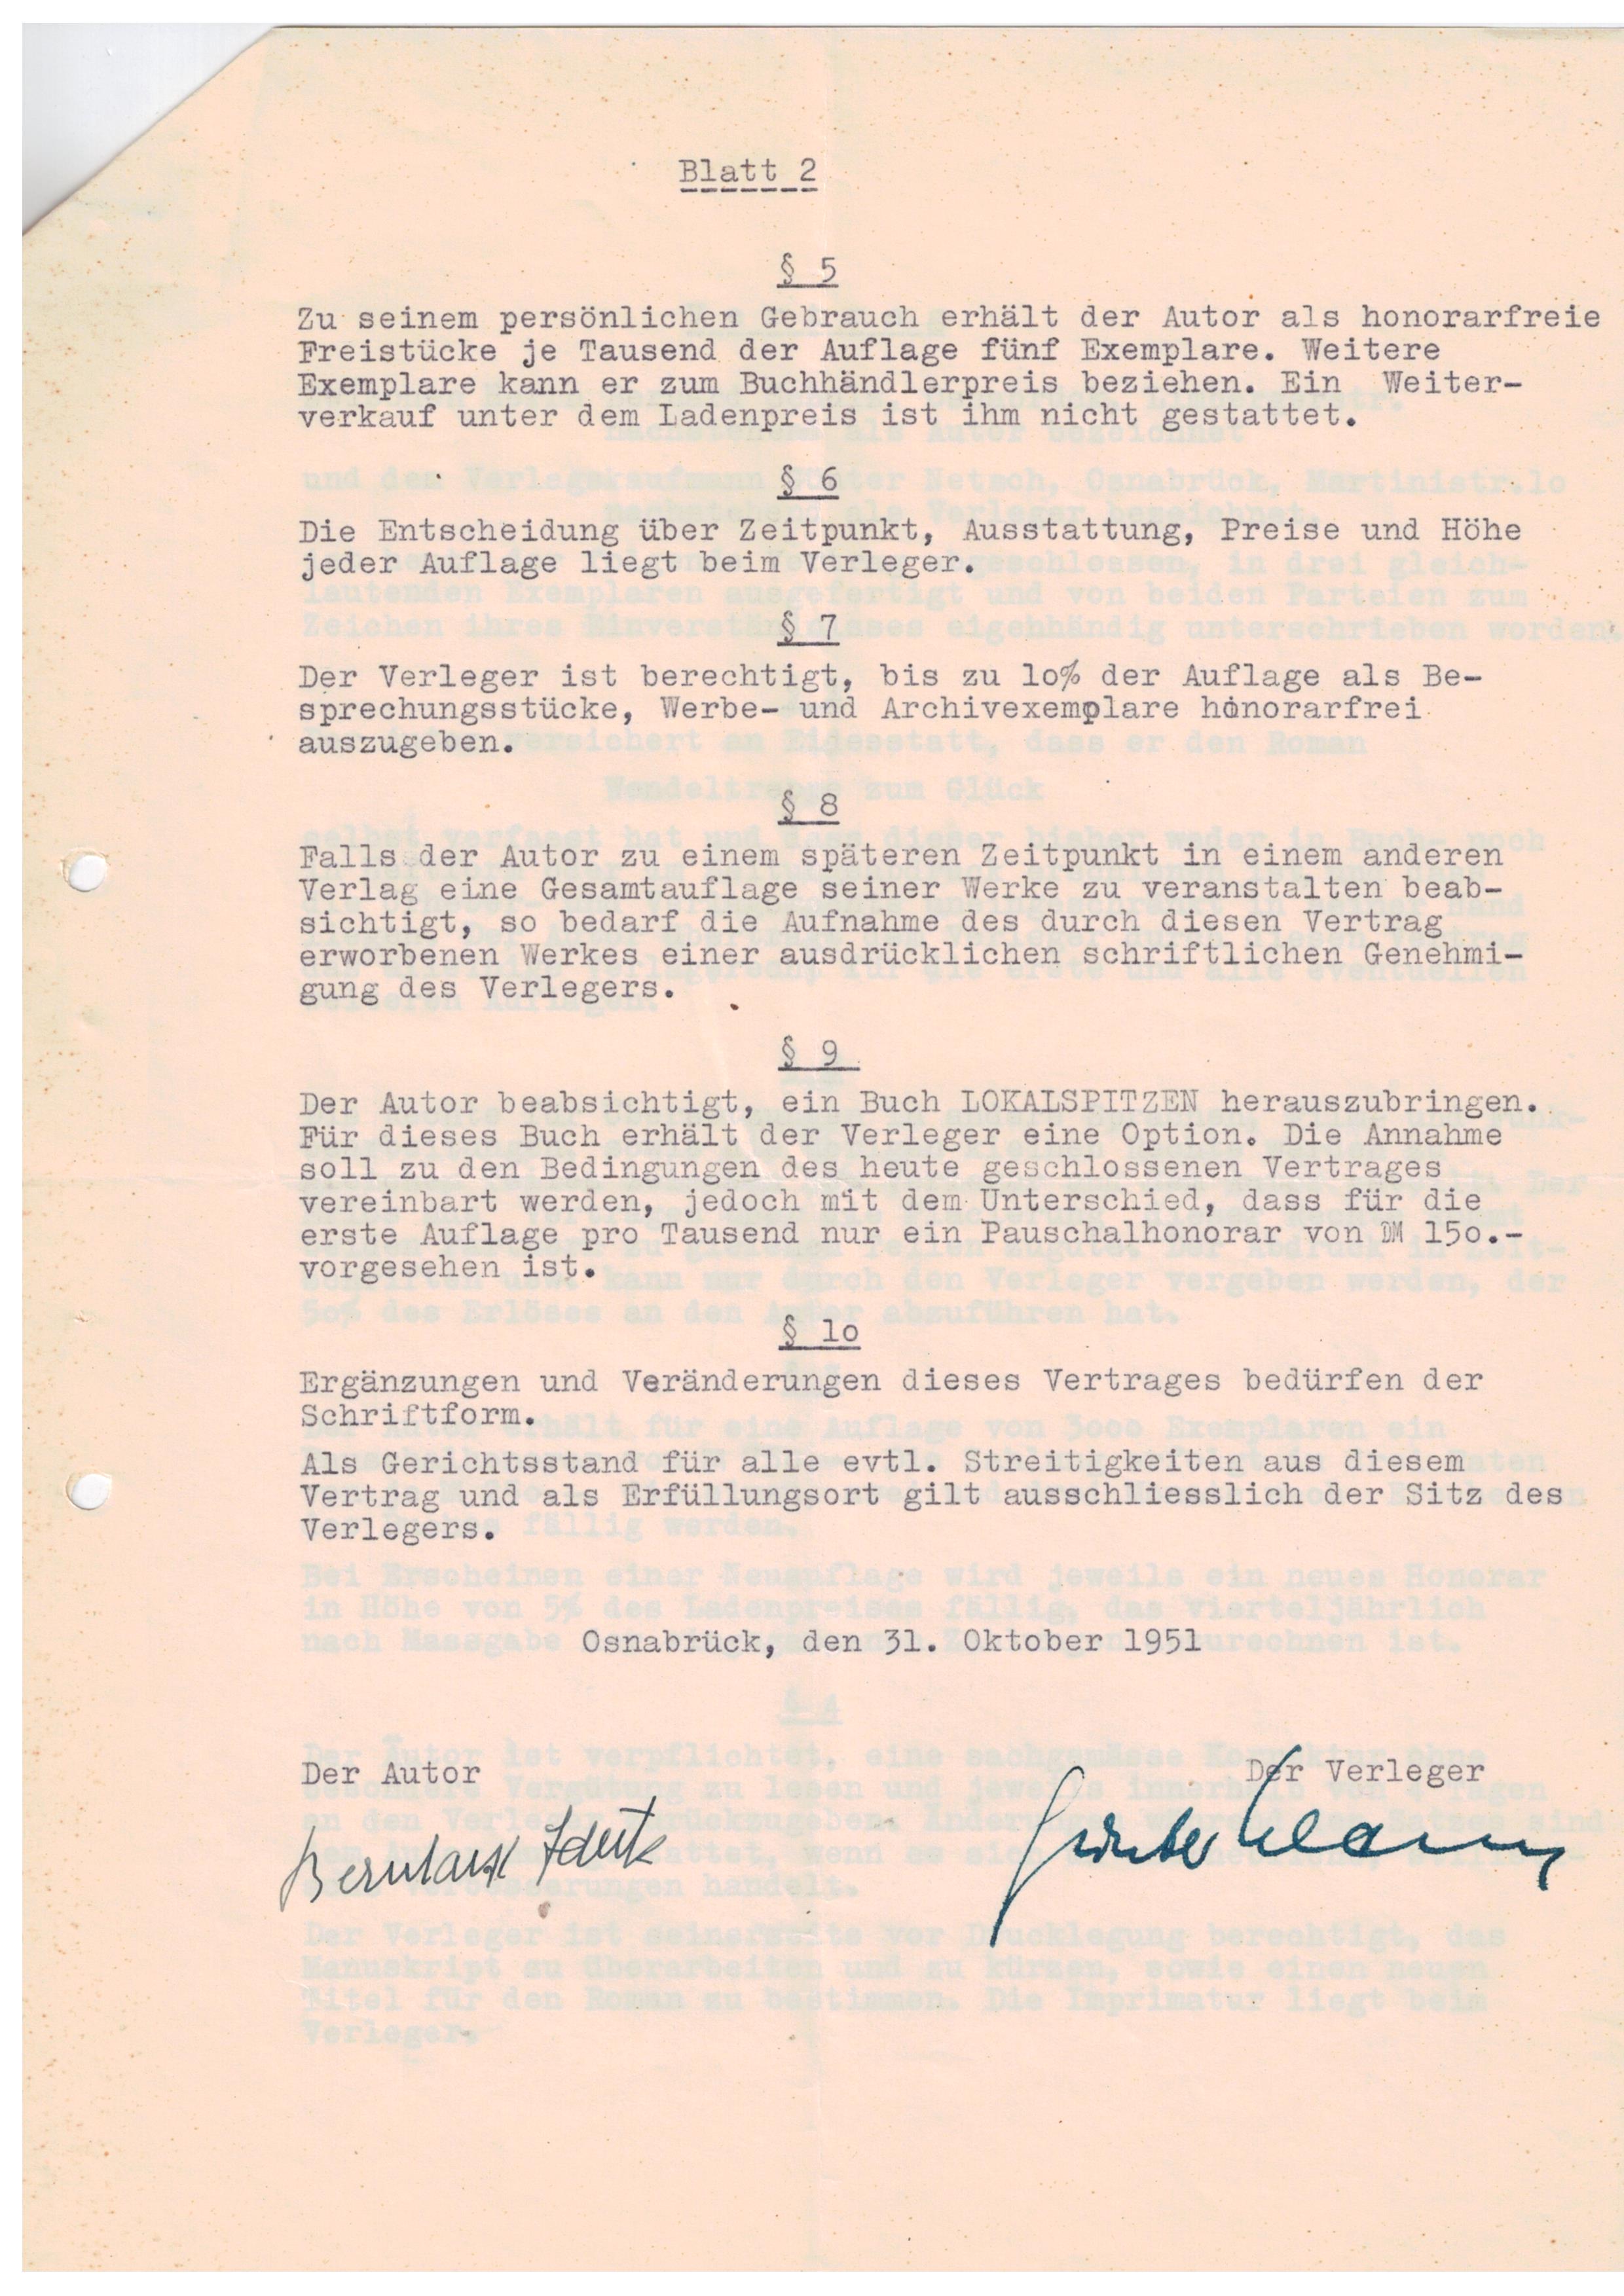 Blatt 2
§ 5
Zu seinem persönlichen Gebrauch erhält der Autor als honorarfreie
Freistücke je Tausend der Auflage fünf Exemplare. Weitere
Exemplare kann er zum Buchhändlerpreis beziehen. Ein Weiter-
verkauf unter dem Ladenpreis ist ihm nicht gestattet.
§ 6
Die Entscheidung über Zeitpunkt, Ausstattung, Preise und Höhe
jeder Auflage liegt beim Verleger.
§ 7
Der Verleger ist berechtigt, bis zu lo% der Auflage als Be-
sprechungsstücke, Werbe- und Archivexemplare honorarfrei
auszugeben.
§ 8
Falls der Autor zu einem späteren Zeitpunkt in einem anderen
Verlag eine Gesamtauflage seiner Werke zu veranstalten beab-
sichtigt, so bedarf die Aufnahme des durch diesen Vertrag
erworbenen Werkes einer ausdrücklichen schriftlichen Genehmi-
gung des Verlegers.
§ 9
Der Autor beabsichtigt, ein Buch LOKALSPITZEN herauszubringen.
Für dieses Buch erhält der Verleger eine Option. Die Annahme
soll zu den Bedingungen des heute geschlossenen Vertrages
vereinbart werden, jedoch mit dem Unterschied, dass für die
erste Auflage pro Tausend nur ein Pauschalhonorar von DM 15o.-
vorgesehen ist.
§ lo
Ergänzungen und Veränderungen dieses Vertrages bedürfen der
Schriftform.
Als Gerichtsstand für alle evtl. Streitigkeiten aus diesem
Vertrag und als Erfüllungsort gilt ausschliesslich der Sitz des
Verlegers.
Osnabrück, den 31. Oktober 1951
Der Autor Der Verleger
Bernhard Günter